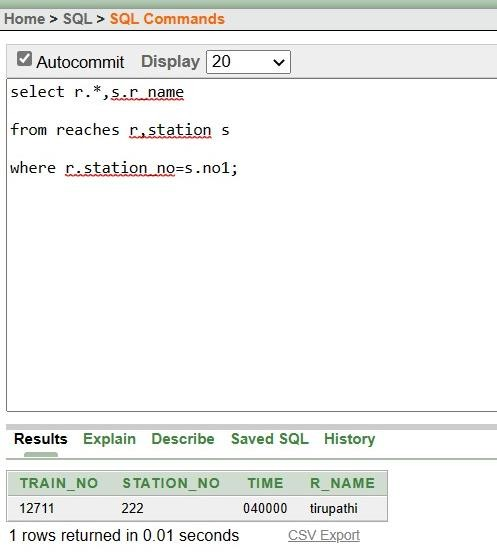 Home > SQL > SQL Commands
Autocommit Display 20
select r.*,s.r_name
from reaches r,station s
where r.station_no=s.no1;
Results Explain Describe Saved SQL History
TRAIN_NO STATION_NO TIME R_NAME
12711 222 040000 tirupathi
1 rows returned in 0.01 seconds CSV Export